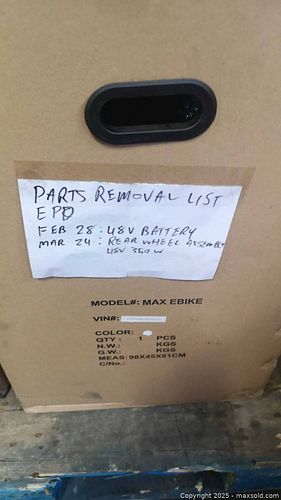 PARTS REMOVAL LIST
EPD
FEB 28 : 48V BATTERY
MAR 24 : REAR WHEEL ASSEMBLY
48V 350W
MODEL#: MAX EBIKE
VIN#:
COLOR:
QTY : 1 PCS
N.W.: KGS
G.W.: KGS
MEAS: 98X45X81CM
C/No.:
Copyright © 2025 - maxsold.com